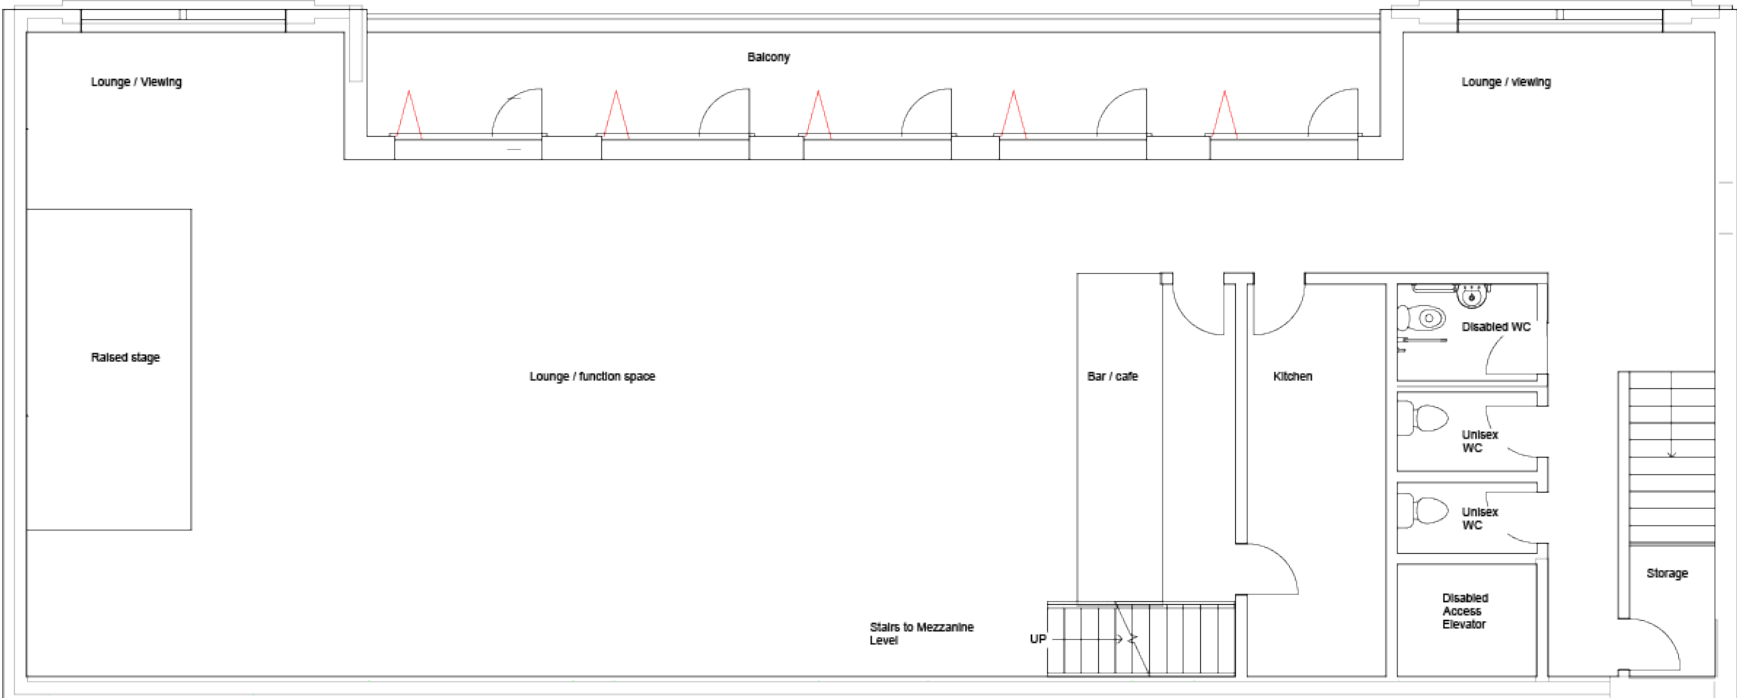 Balcony
Lounge / Viewing
Lounge / viewing
Disabled WC
Raised stage
Lounge / function space
Bar / cafe
Kitchen
Unisex
WC
Unisex
WC
Storage
Disabled
Access
Elevator
Stairs to Mezzanine
Level
UP